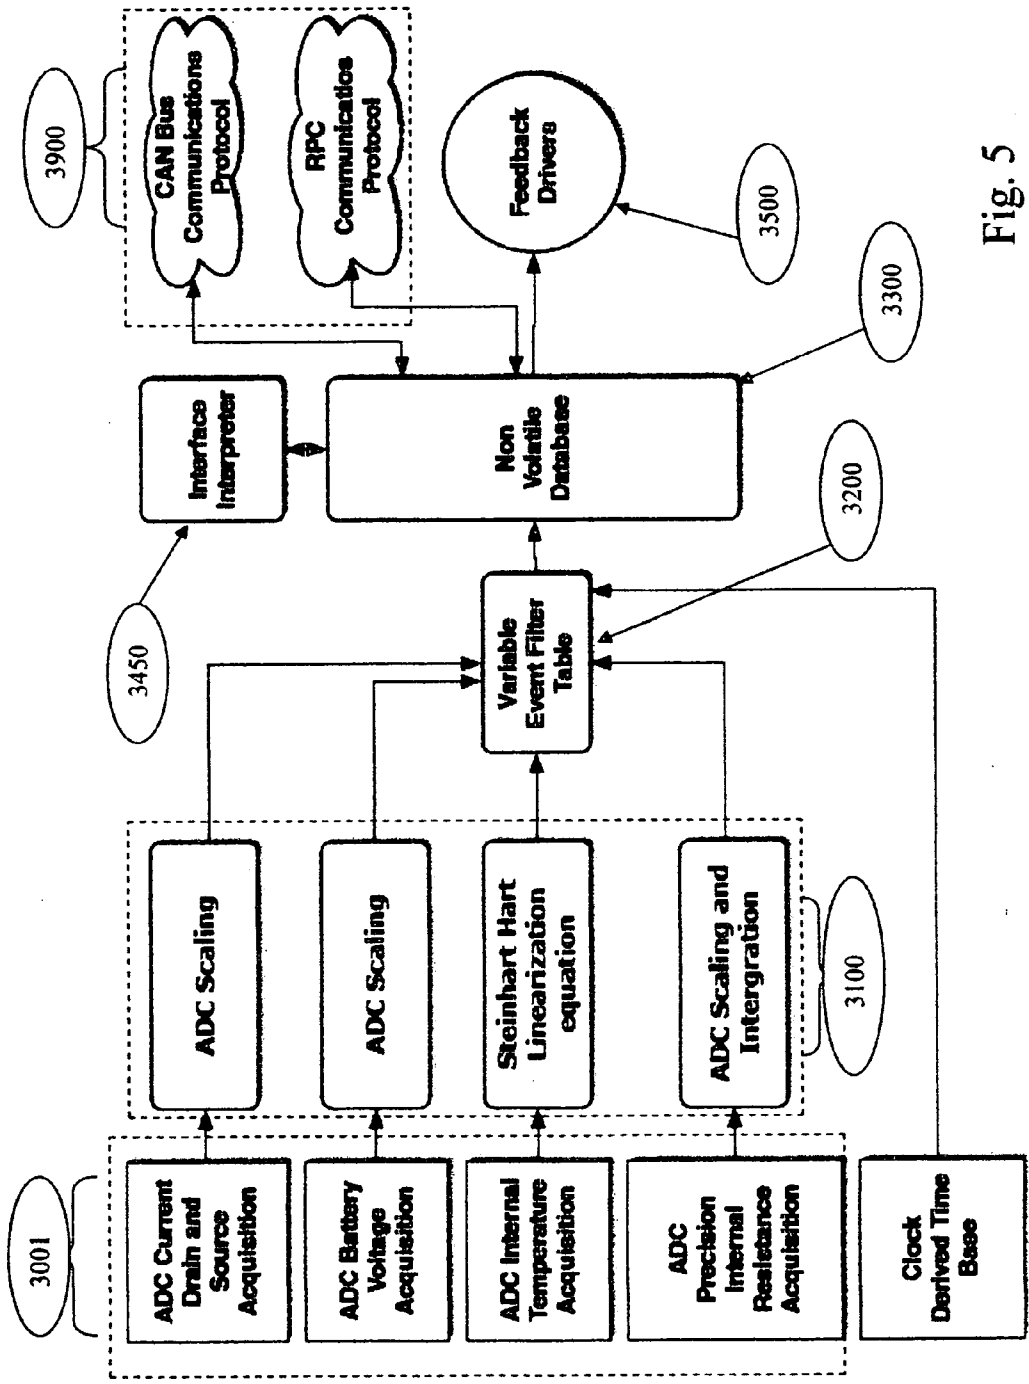 3001
ADC Current
Drain and
Source
Acquisition
ADC Battery
Voltage
Acquisition
ADC Internal
Temperature
Acquisition
ADC
Precision
Internal
Resistance
Acquisition
Clock
Derived Time
Base
ADC Scaling
ADC Scaling
Steinhart Hart
Linearization
equation
ADC Scaling and
Intergration
3100
3450
Variable
Event Filter
Table
3200
Interface
Interpreter
Non
Volatile
Database
3300
3900
CAN Bus
Communications
Protocol
RPC
Communicatios
Protocol
Feedback
Drivers
3500
Fig. 5